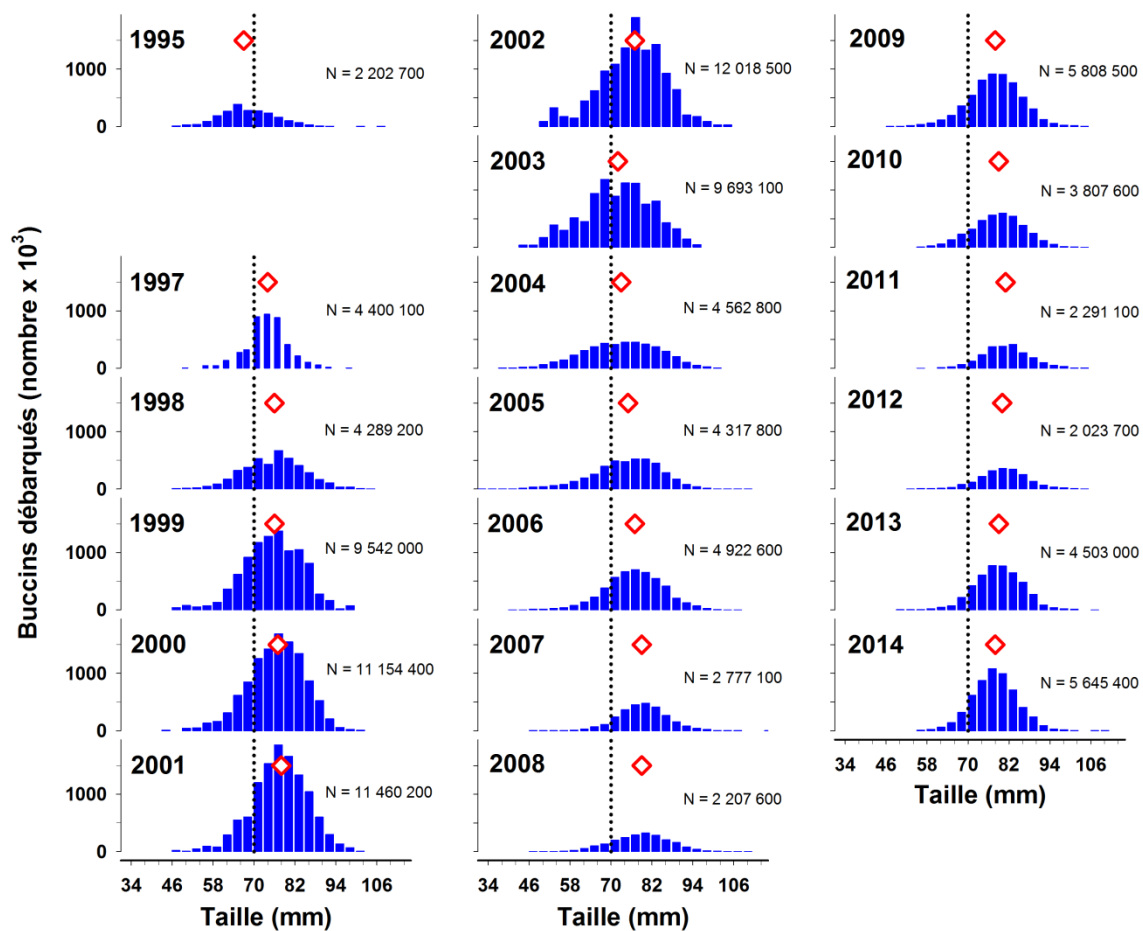 Buccins débarqués (nombre x 10³)
1995
N = 2 202 700
1000
0
1997
N = 4 400 100
1000
0
1998
N = 4 289 200
1000
0
1999
N = 9 542 000
1000
0
2000
N = 11 154 400
1000
0
2001
N = 11 460 200
1000
0
34 46 58 70 82 94 106
Taille (mm)
2002
N = 12 018 500
2003
N = 9 693 100
2004
N = 4 562 800
2005
N = 4 317 800
2006
N = 4 922 600
2007
N = 2 777 100
2008
N = 2 207 600
34 46 58 70 82 94 106
Taille (mm)
2009
N = 5 808 500
2010
N = 3 807 600
2011
N = 2 291 100
2012
N = 2 023 700
2013
N = 4 503 000
2014
N = 5 645 400
34 46 58 70 82 94 106
Taille (mm)